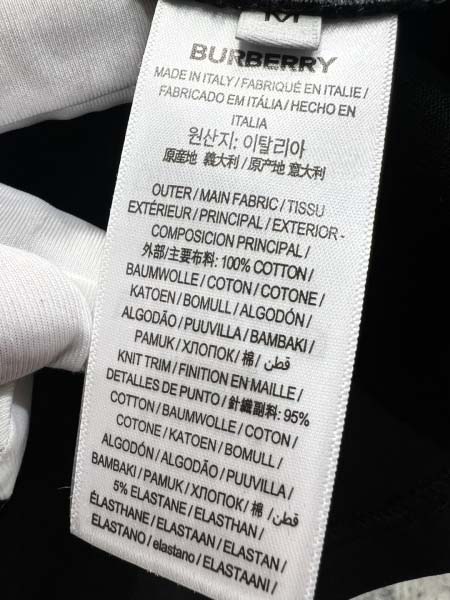 M
BURBERRY
MADE IN ITALY / FABRIQUÉ EN ITALIE /
FABRICADO EM ITÁLIA / HECHO EN
ITALIA
원산지: 이탈리아
原産地 義大利 / 原产地 意大利
OUTER / MAIN FABRIC / TISSU
EXTÉRIEUR / PRINCIPAL / EXTERIOR -
COMPOSICION PRINCIPAL /
外部/主要布料: 100% COTTON /
BAUMWOLLE / COTON / COTONE /
KATOEN / BOMULL / ALGODÓN /
ALGODÃO / PUUVILLA / BAMBAKI /
PAMUK / ХЛОПОК / 棉 / قطن /
KNIT TRIM / FINITION EN MAILLE /
DETALLES DE PUNTO / 針織副料: 95%
COTTON / BAUMWOLLE / COTON /
COTONE / KATOEN / BOMULL /
ALGODÓN / ALGODÃO / PUUVILLA /
BAMBAKI / PAMUK / ХЛОПОК / 棉 / قطن /
5% ELASTANE / ELASTHAN /
ÉLASTHANE / ELASTAAN / ELASTAN /
ELASTANO / elastano / ELASTAANI /